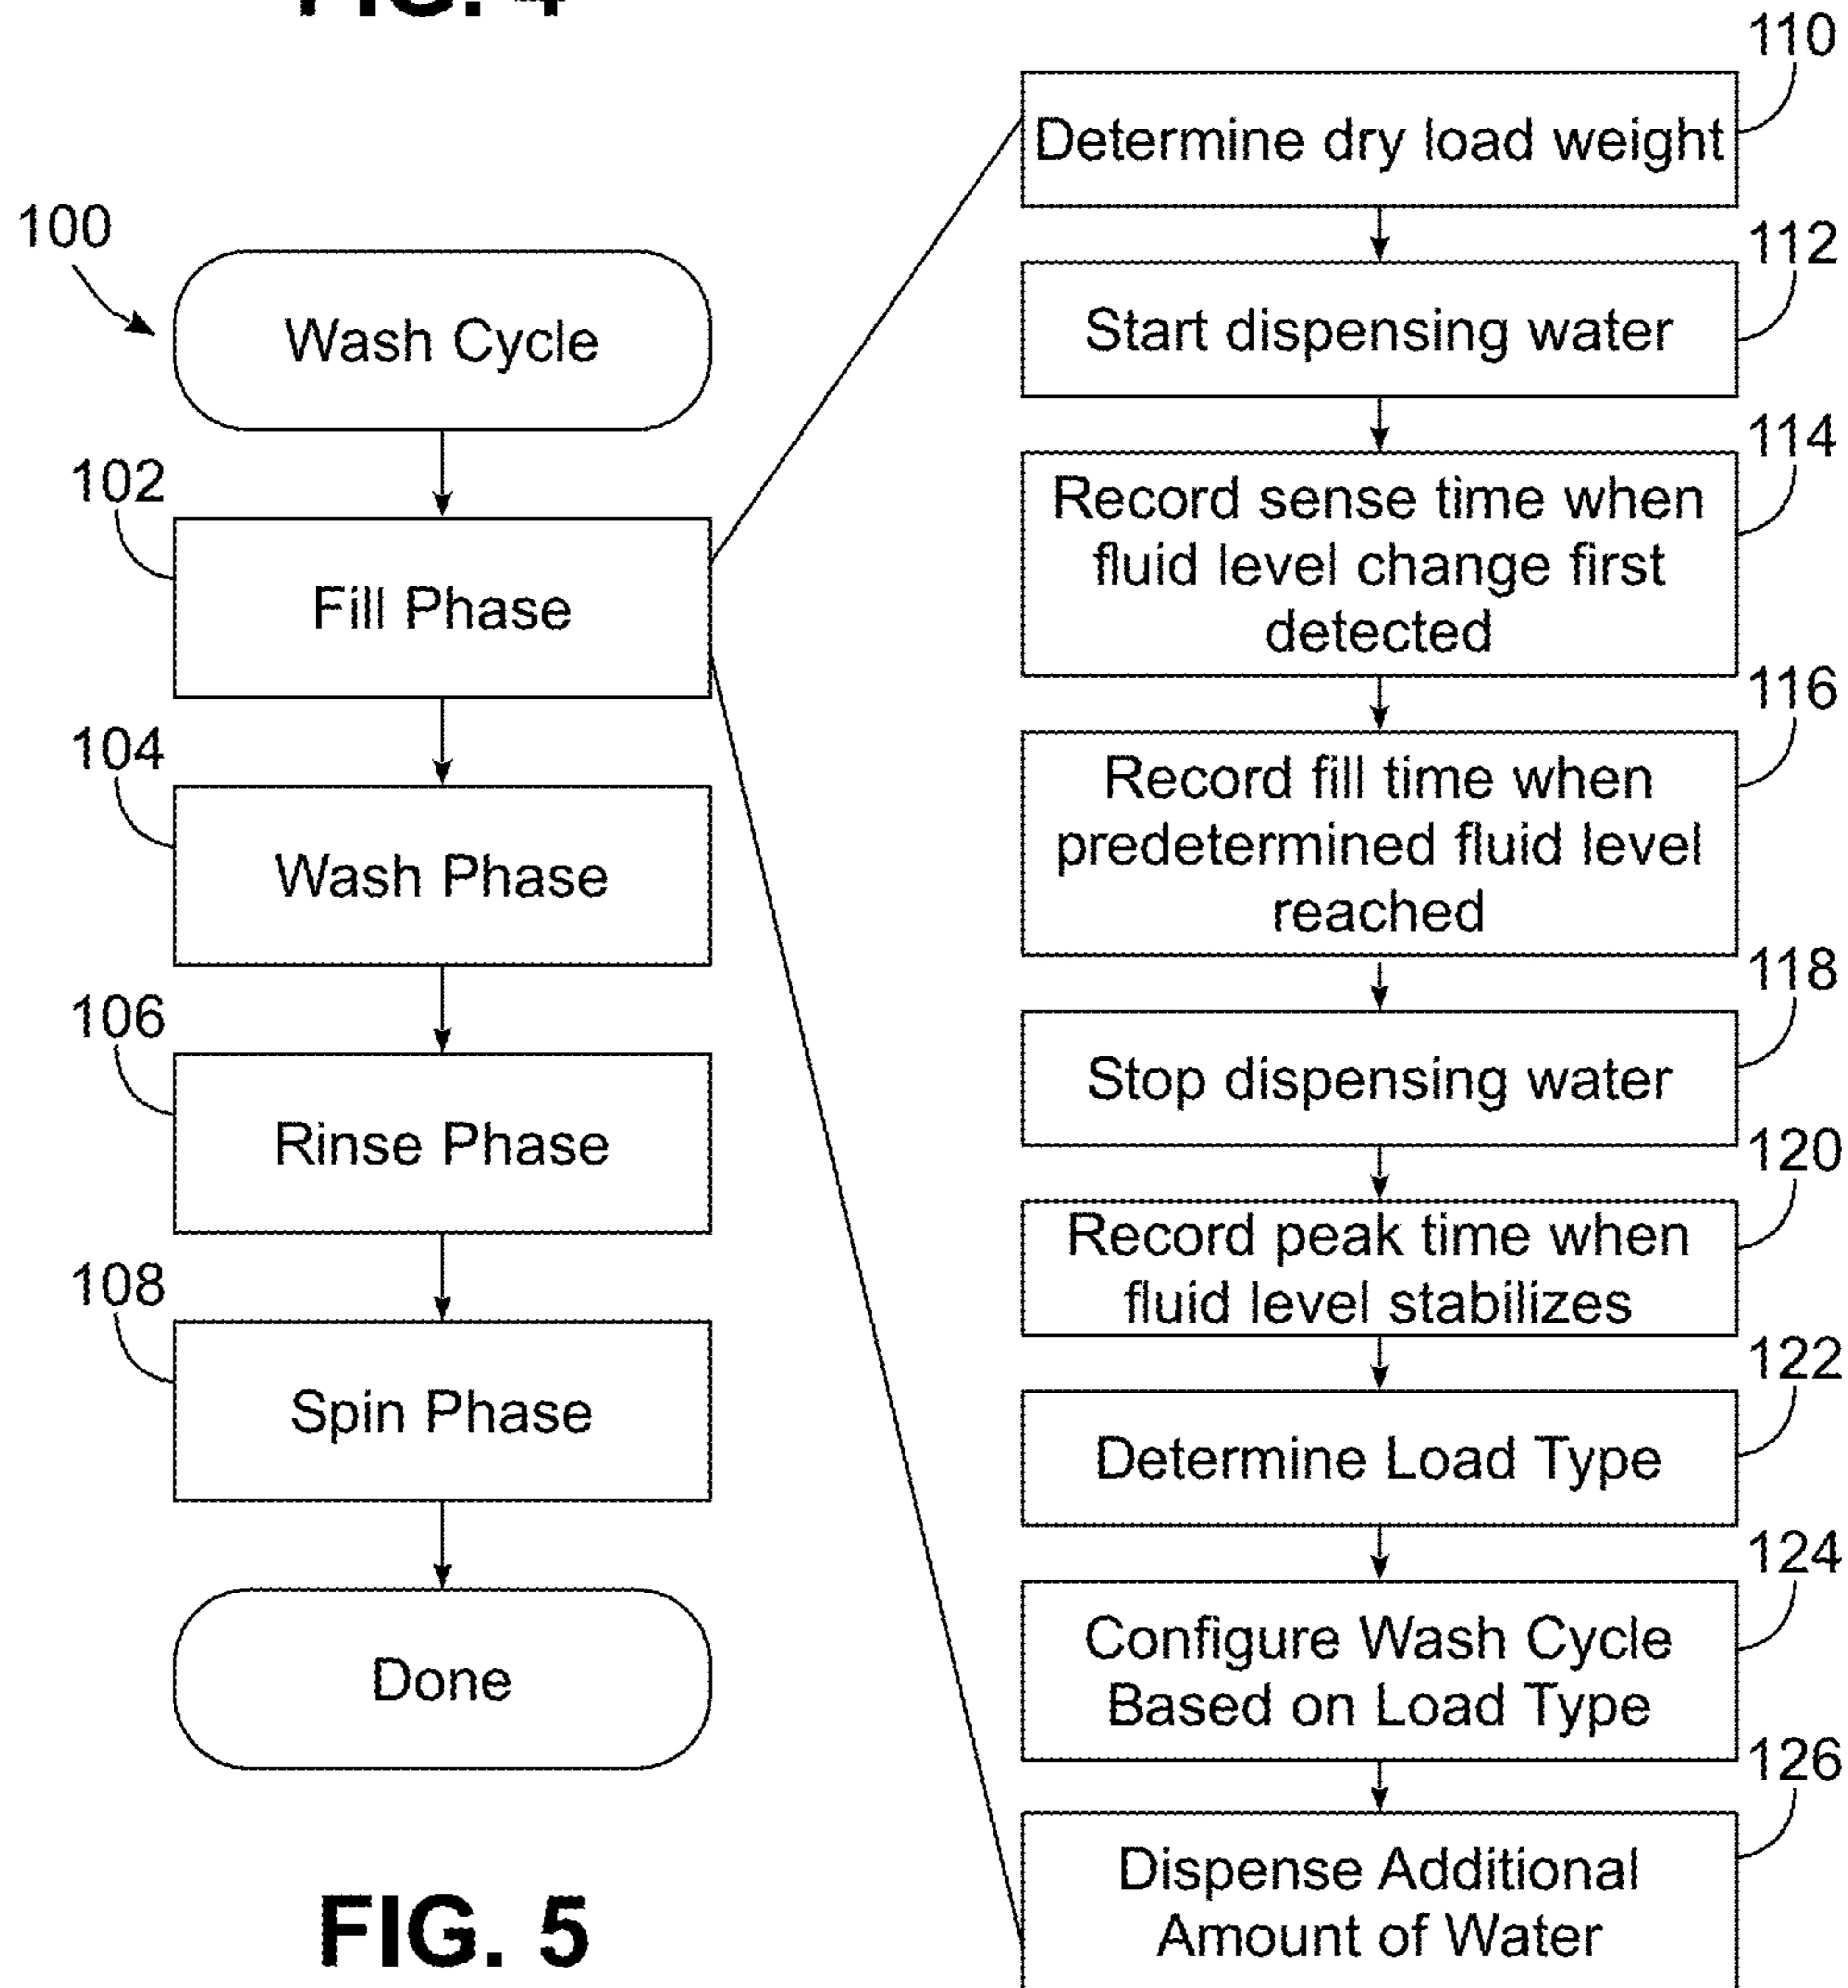 FIG. 4
100
Wash Cycle
102
Fill Phase
104
Wash Phase
106
Rinse Phase
108
Spin Phase
Done
FIG. 5
110
Determine dry load weight
112
Start dispensing water
114
Record sense time when
fluid level change first
detected
116
Record fill time when
predetermined fluid level
reached
118
Stop dispensing water
120
Record peak time when
fluid level stabilizes
122
Determine Load Type
124
Configure Wash Cycle
Based on Load Type
126
Dispense Additional
Amount of Water